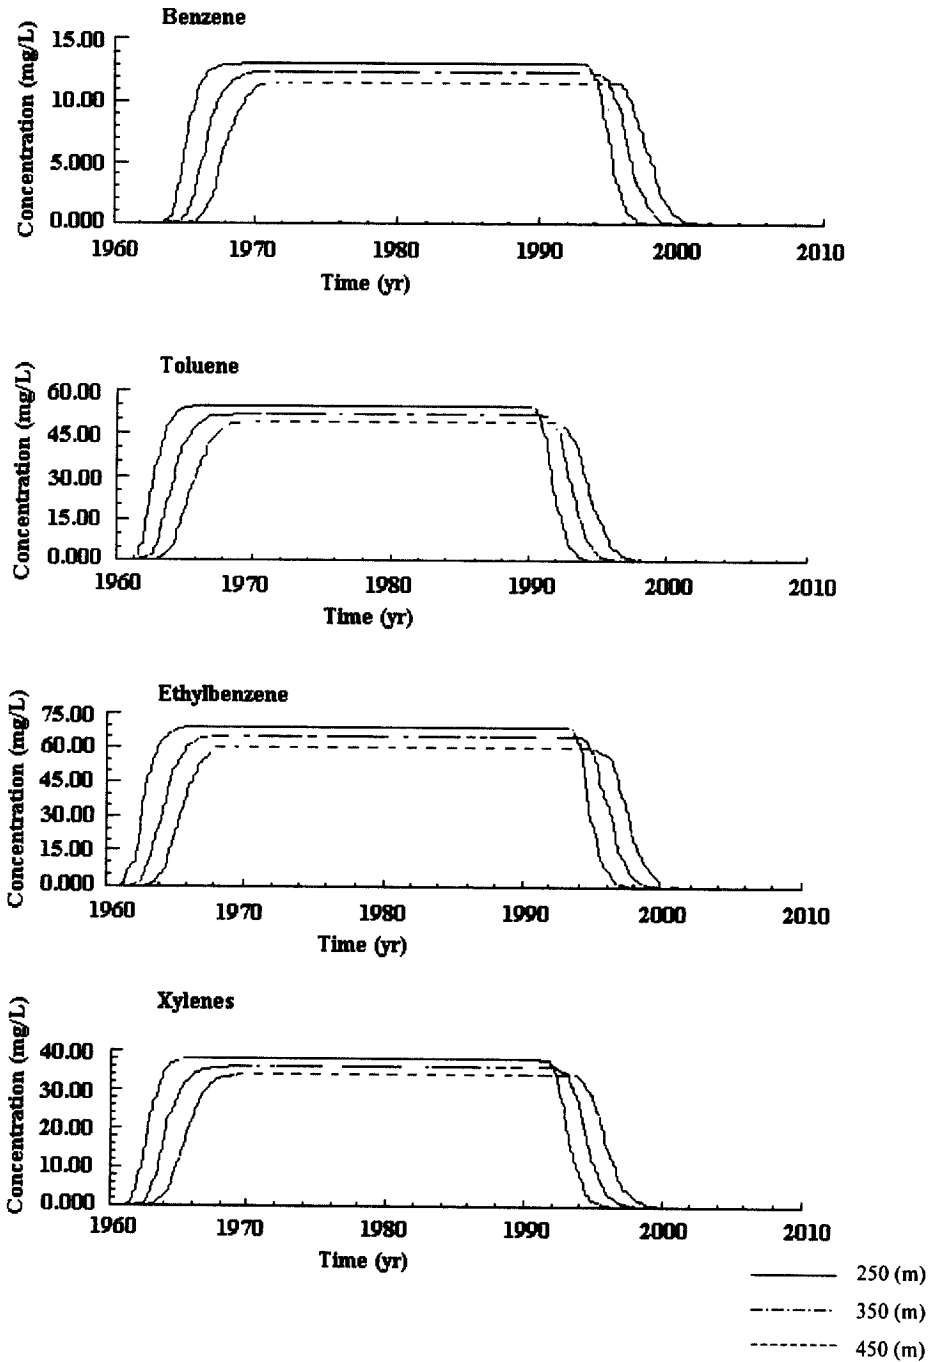 Benzene
Concentration (mg/L)
15.00
10.00
5.000
0.000
1960 1970 1980 1990 2000 2010
Time (yr)
Toluene
Concentration (mg/L)
60.00
45.00
30.00
15.00
0.000
1960 1970 1980 1990 2000 2010
Time (yr)
Ethylbenzene
Concentration (mg/L)
75.00
60.00
45.00
30.00
15.00
0.000
1960 1970 1980 1990 2000 2010
Time (yr)
Xylenes
Concentration (mg/L)
40.00
30.00
20.00
10.00
0.000
1960 1970 1980 1990 2000 2010
Time (yr)
250 (m)
350 (m)
450 (m)